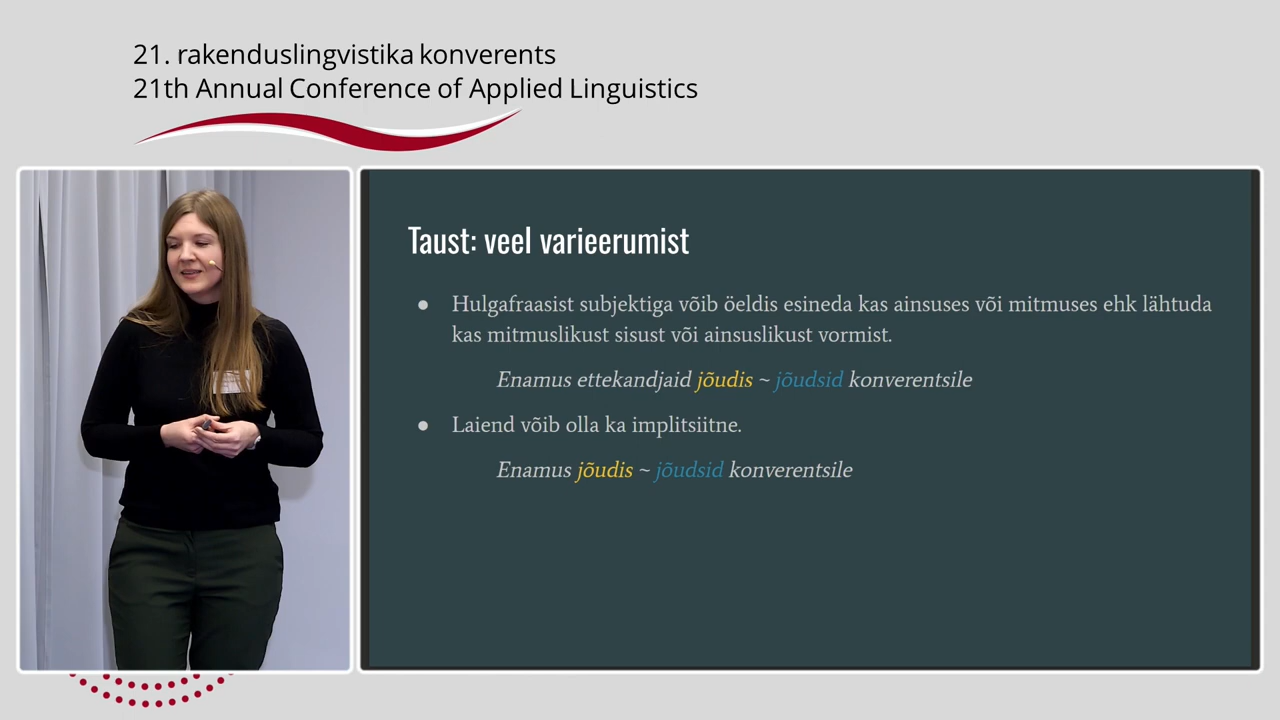 21. rakenduslingvistika konverents
21th Annual Conference of Applied Linguistics
Taust: veel varieerumist
● Hulgafraasist subjektiga võib öeldis esineda kas ainsuses või mitmuses ehk lähtuda
kas mitmuslikust sisust või ainsuslikust vormist.
Enamus ettekandjaid jõudis ~ jõudsid konverentsile
● Laiend võib olla ka implitsiitne.
Enamus jõudis ~ jõudsid konverentsile